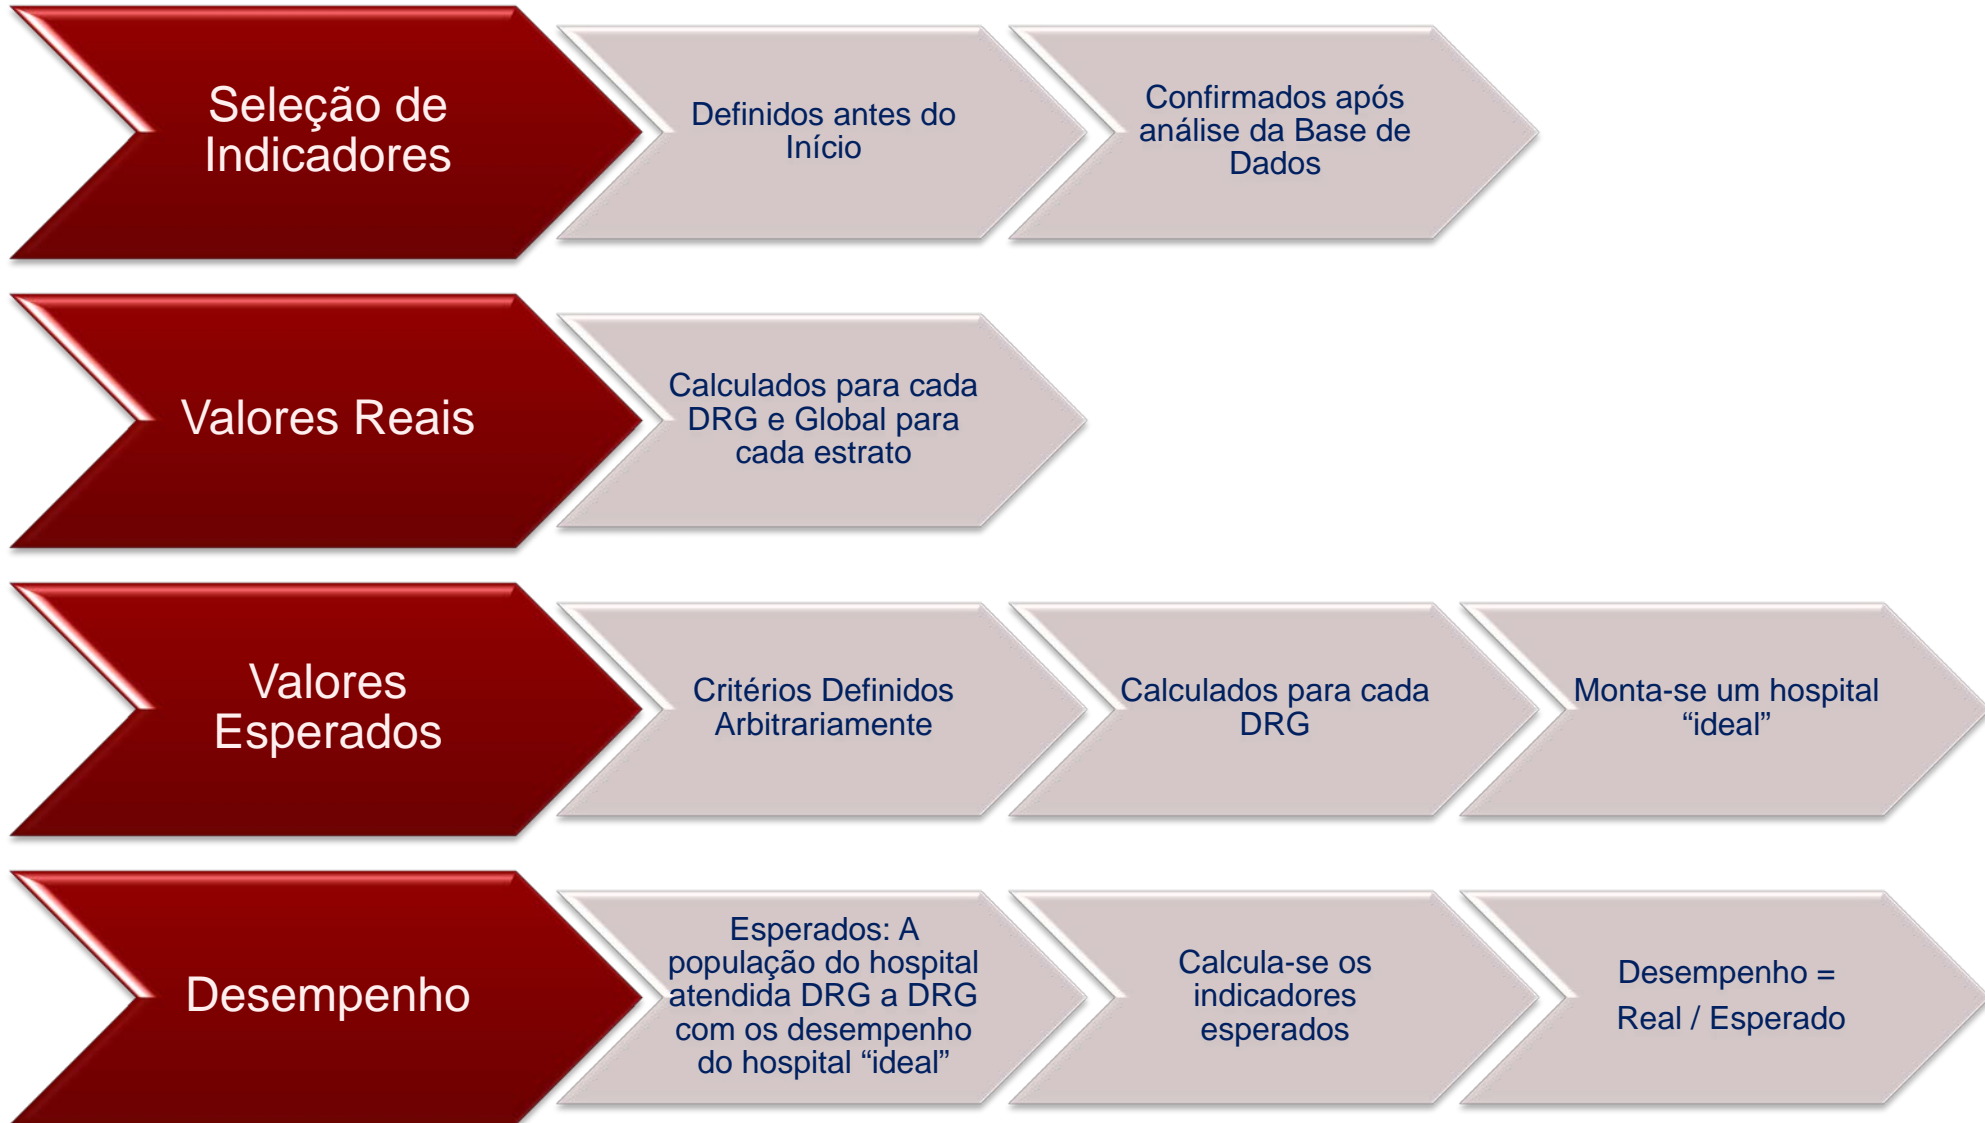 Seleção de
Indicadores
Definidos antes do
Início
Confirmados após
análise da Base de
Dados
Valores Reais
Calculados para cada
DRG e Global para
cada estrato
Valores
Esperados
Critérios Definidos
Arbitrariamente
Calculados para cada
DRG
Monta-se um hospital
“ideal”
Desempenho
Esperados: A
população do hospital
atendida DRG a DRG
com os desempenho
do hospital “ideal”
Calcula-se os
indicadores
esperados
Desempenho =
Real / Esperado